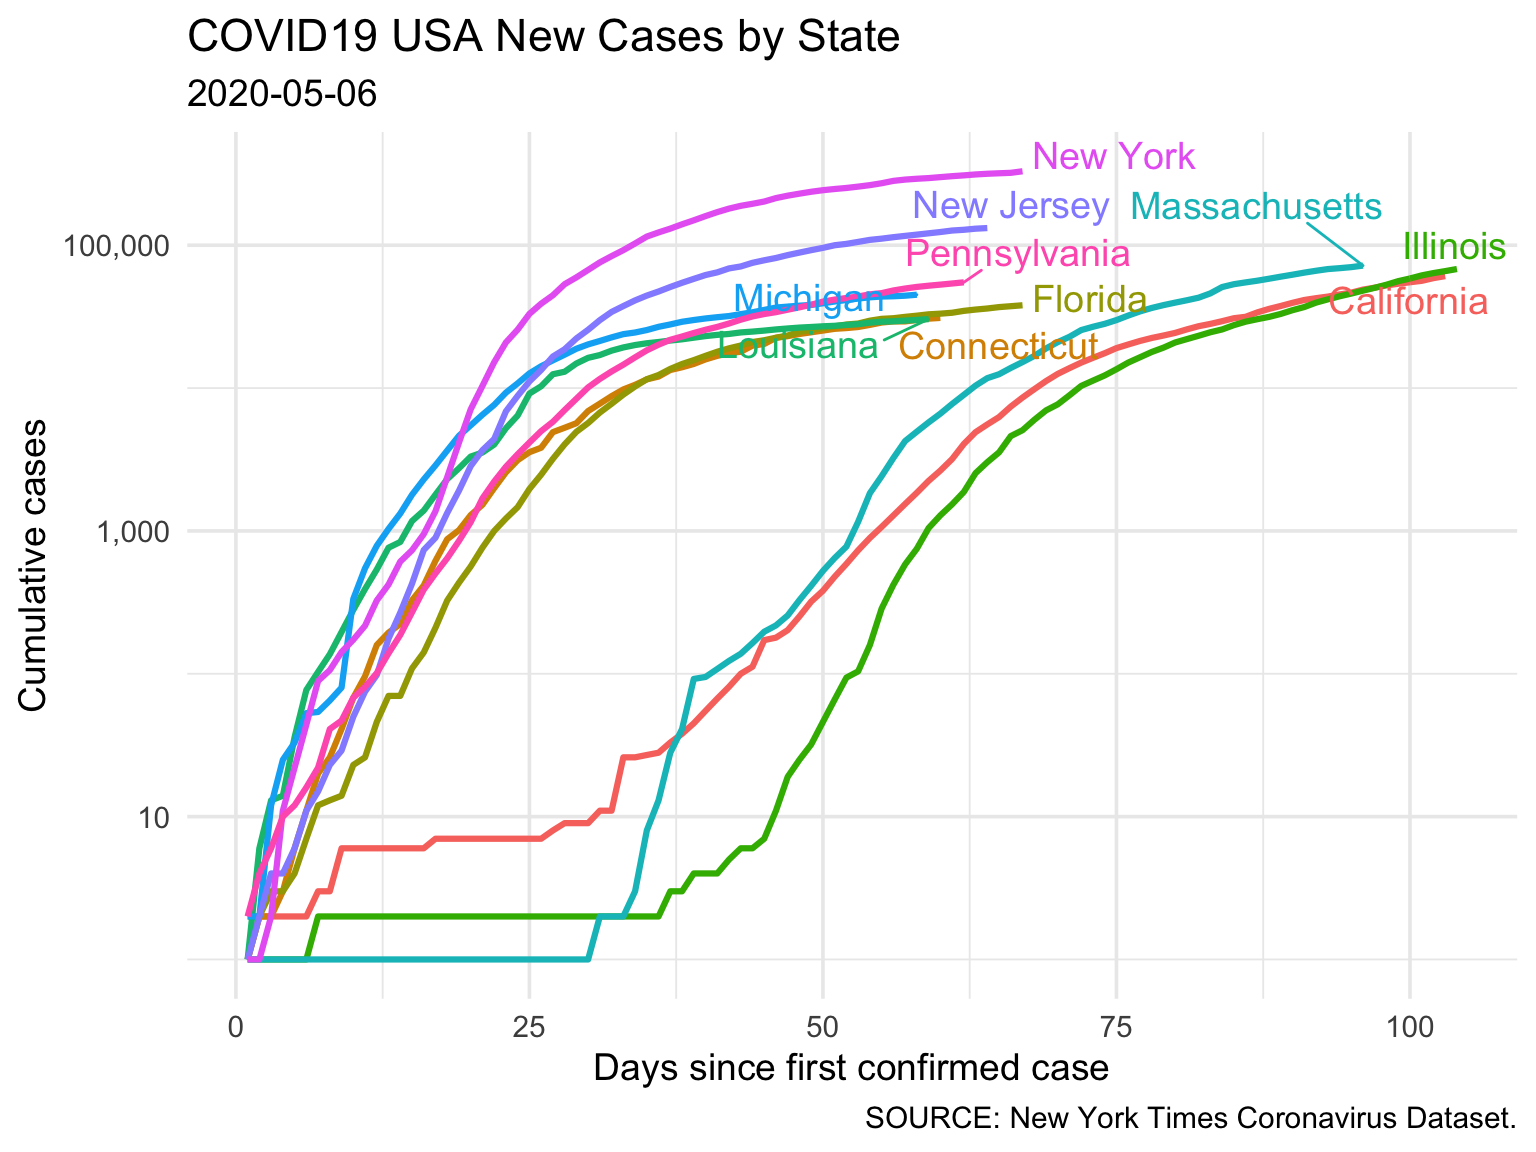 COVID19 USA New Cases by State
2020-05-06
New York
New Jersey
Massachusetts
Pennsylvania
Illinois
Michigan
Florida
California
Louisiana
Connecticut
100,000
1,000
10
Cumulative cases
0 25 50 75 100
Days since first confirmed case
SOURCE: New York Times Coronavirus Dataset.